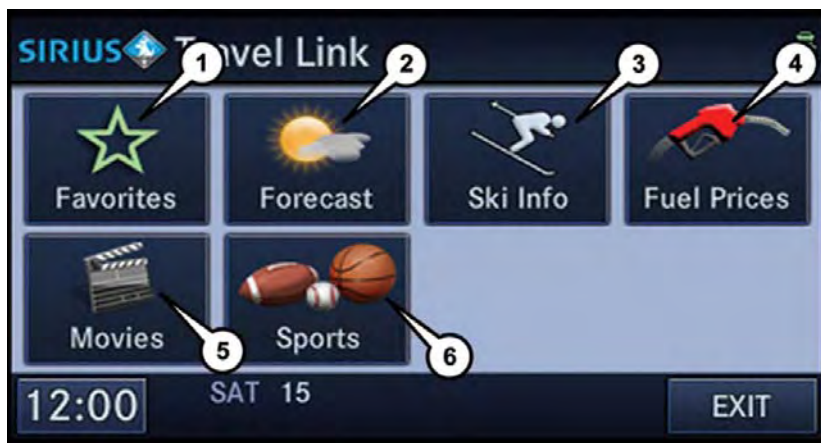 SIRIUS Travel Link
1 2 3 4
Favorites Forecast Ski Info Fuel Prices
Movies Sports
5 6
12:00 SAT 15 EXIT